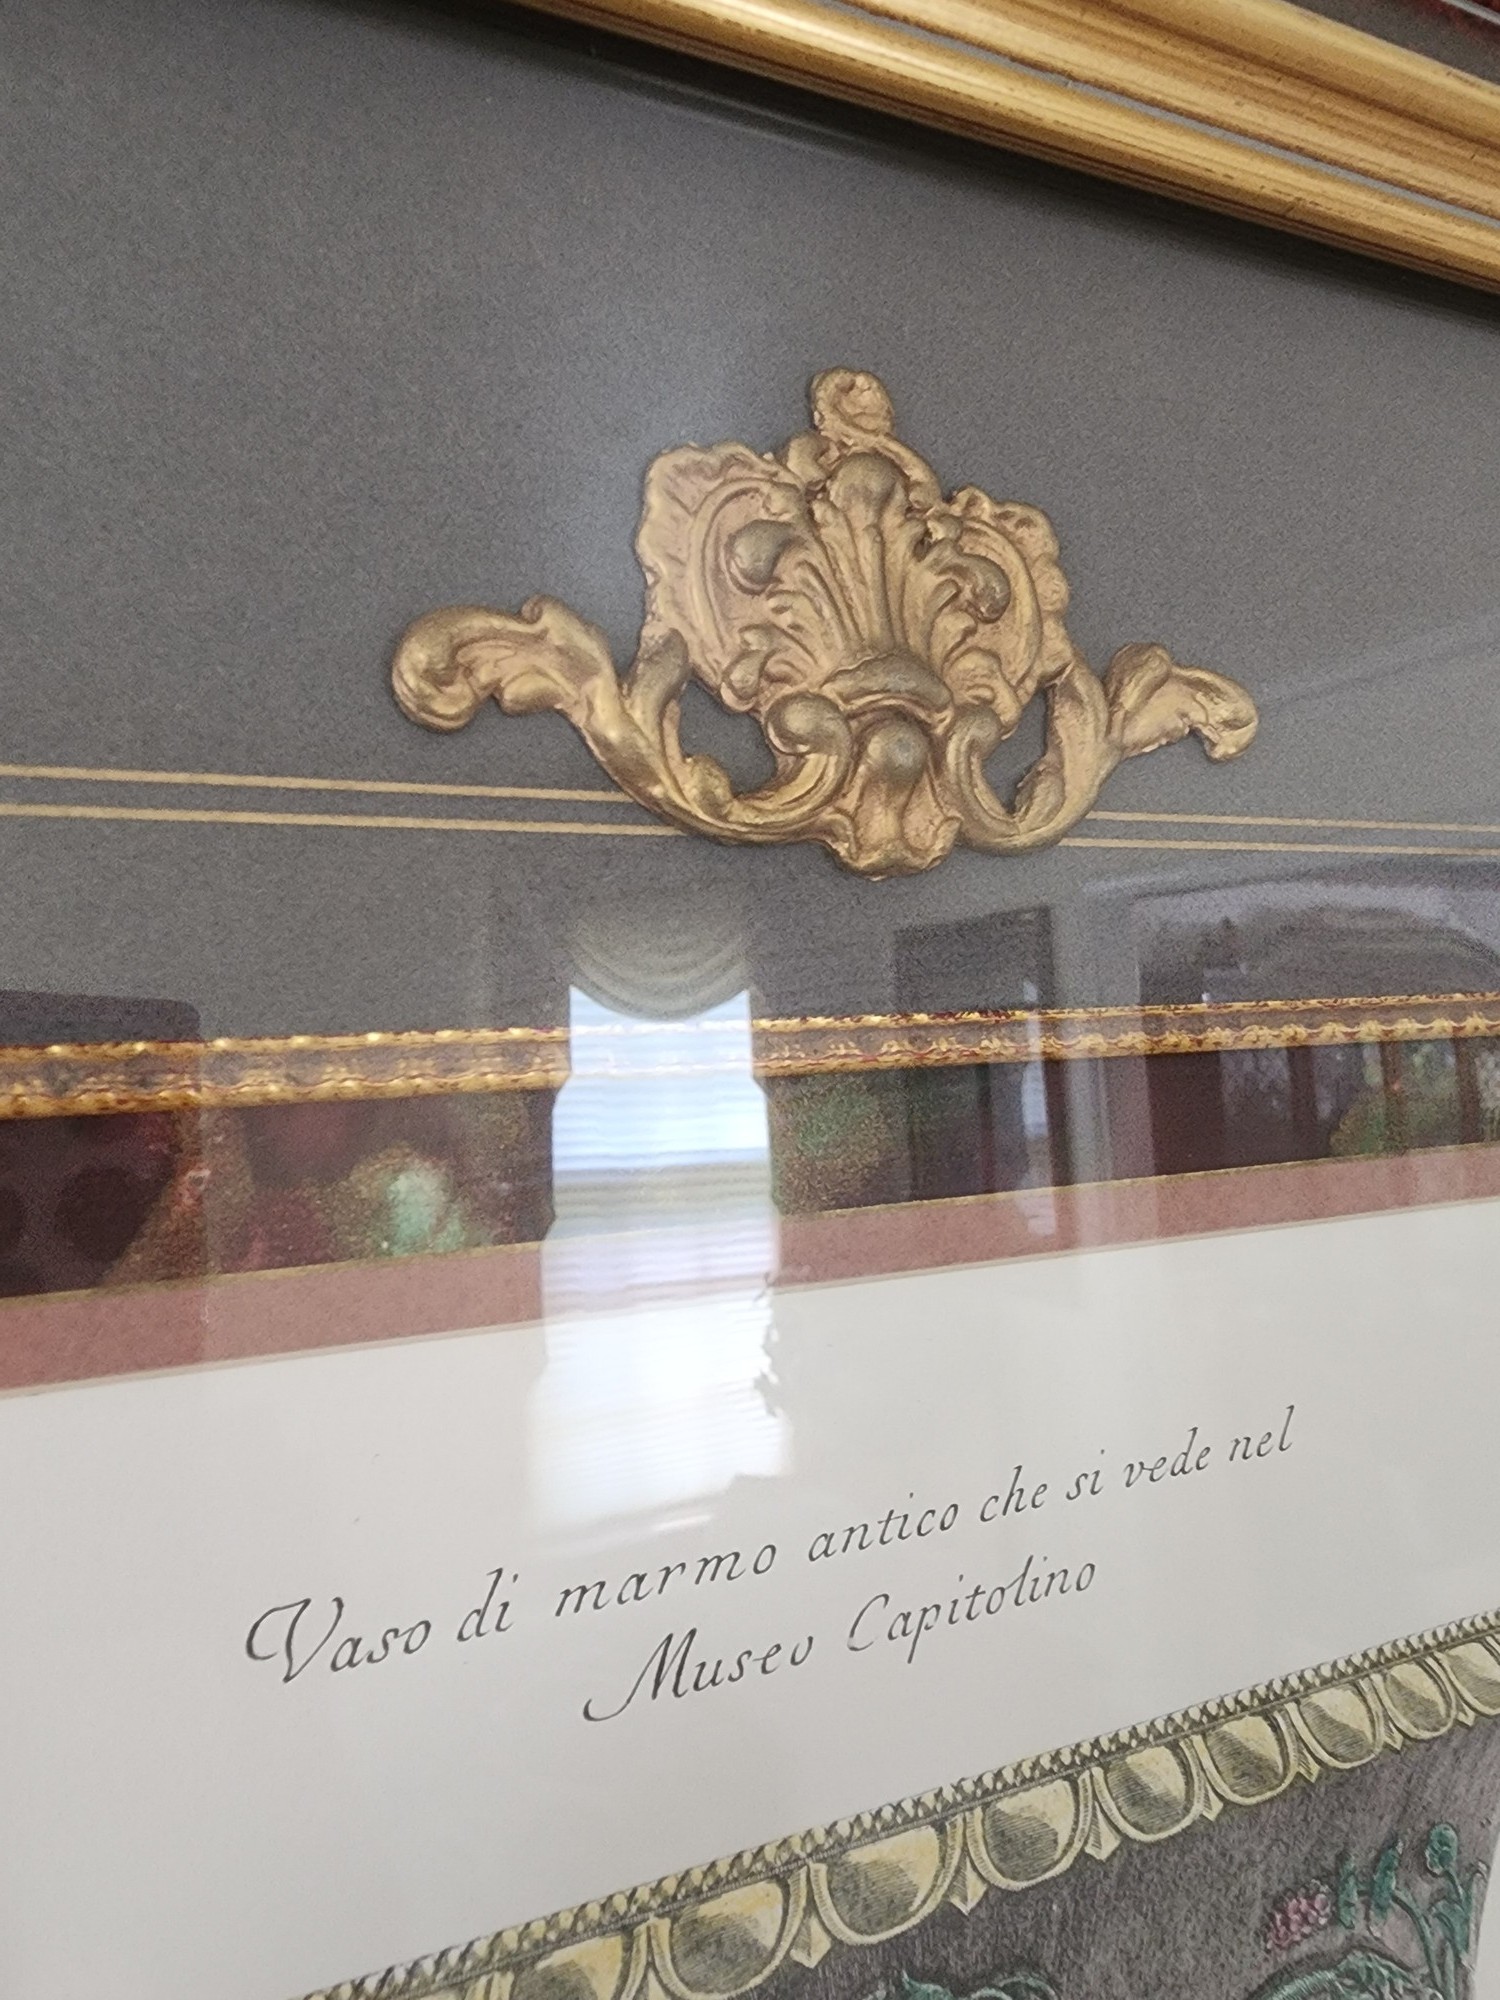 Vaso di marmo antico che si vede nel
Museo Capitolino